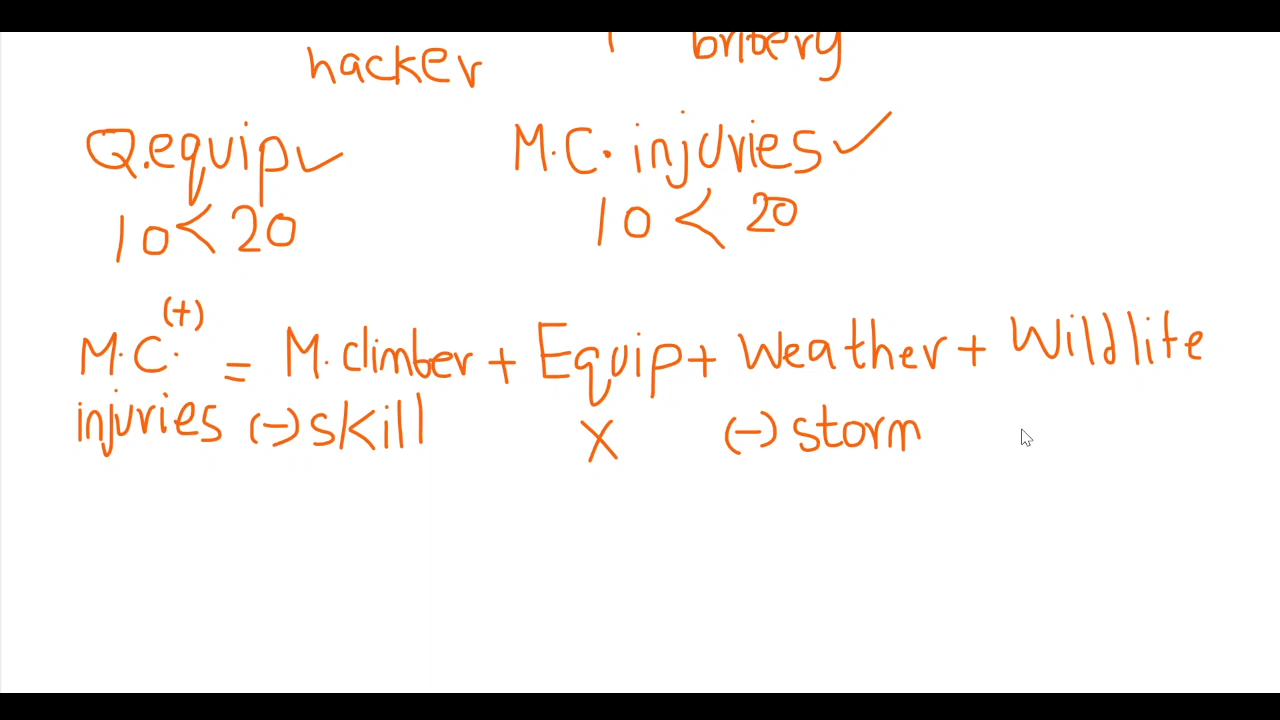 hacker bribery
Q.equip ✓ M.C. injuries ✓
10 < 20 10 < 20
(+)
M.C. = M.climber + Equip + Weather + Wildlife
injuries (-) skill X (-) storm